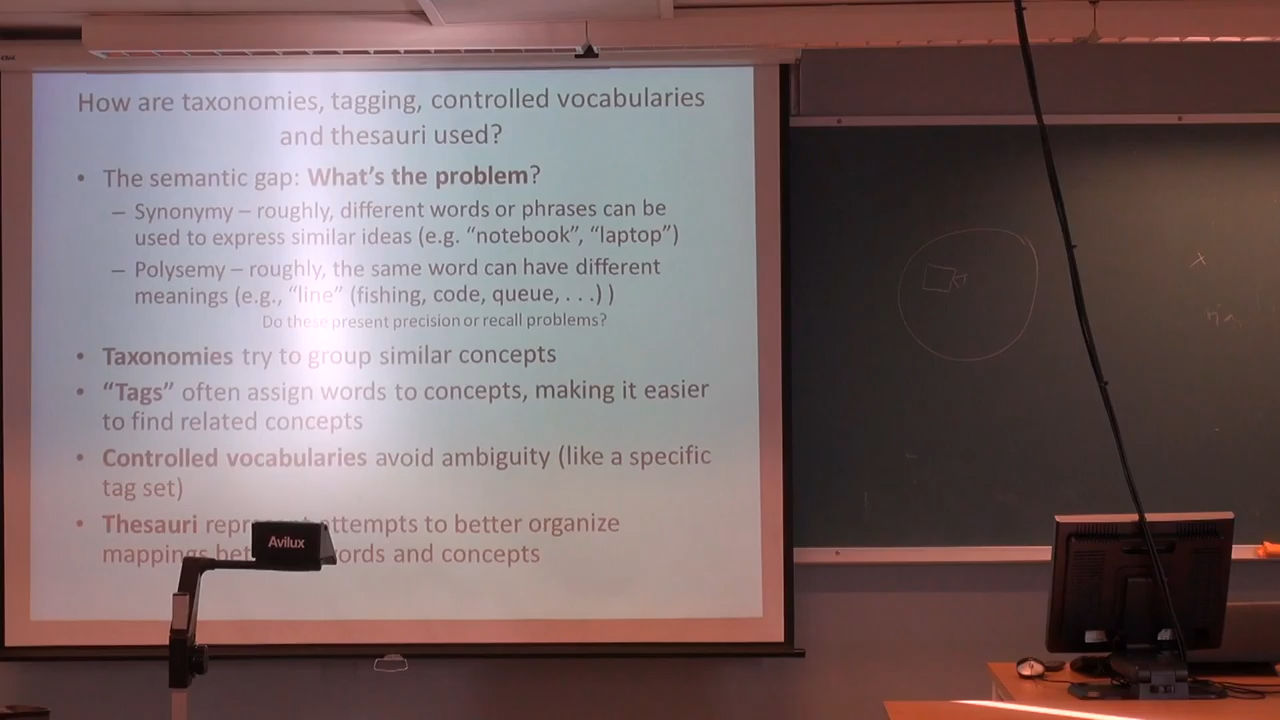 How are taxonomies, tagging, controlled vocabularies
and thesauri used?
• The semantic gap: What's the problem?
– Synonymy – roughly, different words or phrases can be
used to express similar ideas (e.g. "notebook", "laptop")
– Polysemy – roughly, the same word can have different
meanings (e.g., "line" (fishing, code, queue, . . .) )
Do these present precision or recall problems?
• Taxonomies try to group similar concepts
• "Tags" often assign words to concepts, making it easier
to find related concepts
• Controlled vocabularies avoid ambiguity (like a specific
tag set)
• Thesauri attempts to better organize
mappings words and concepts
Avilux